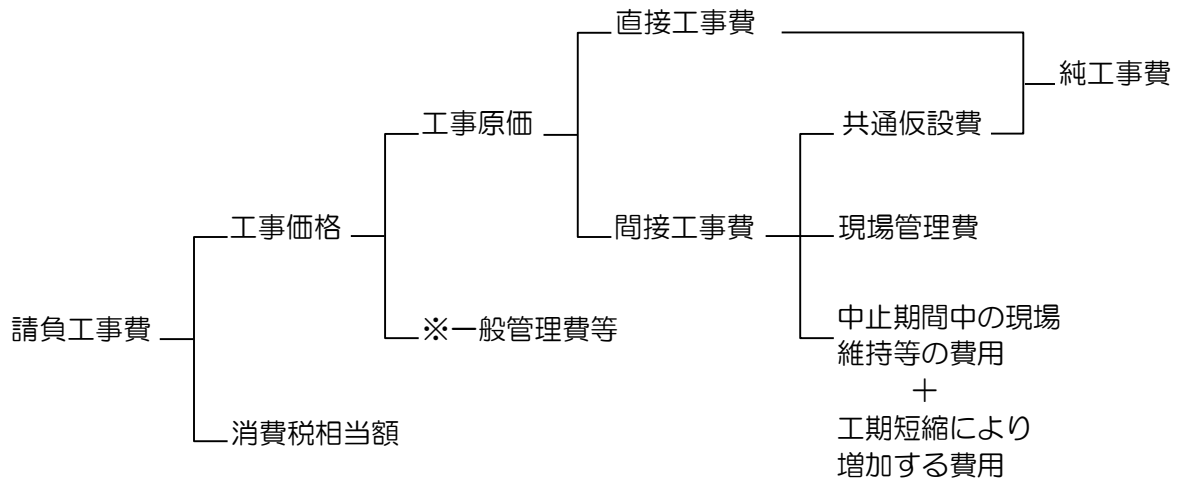 直接工事費
純工事費
工事原価
共通仮設費
工事価格
間接工事費
現場管理費
請負工事費
※一般管理費等
中止期間中の現場
維持等の費用
＋
消費税相当額
工期短縮により
増加する費用